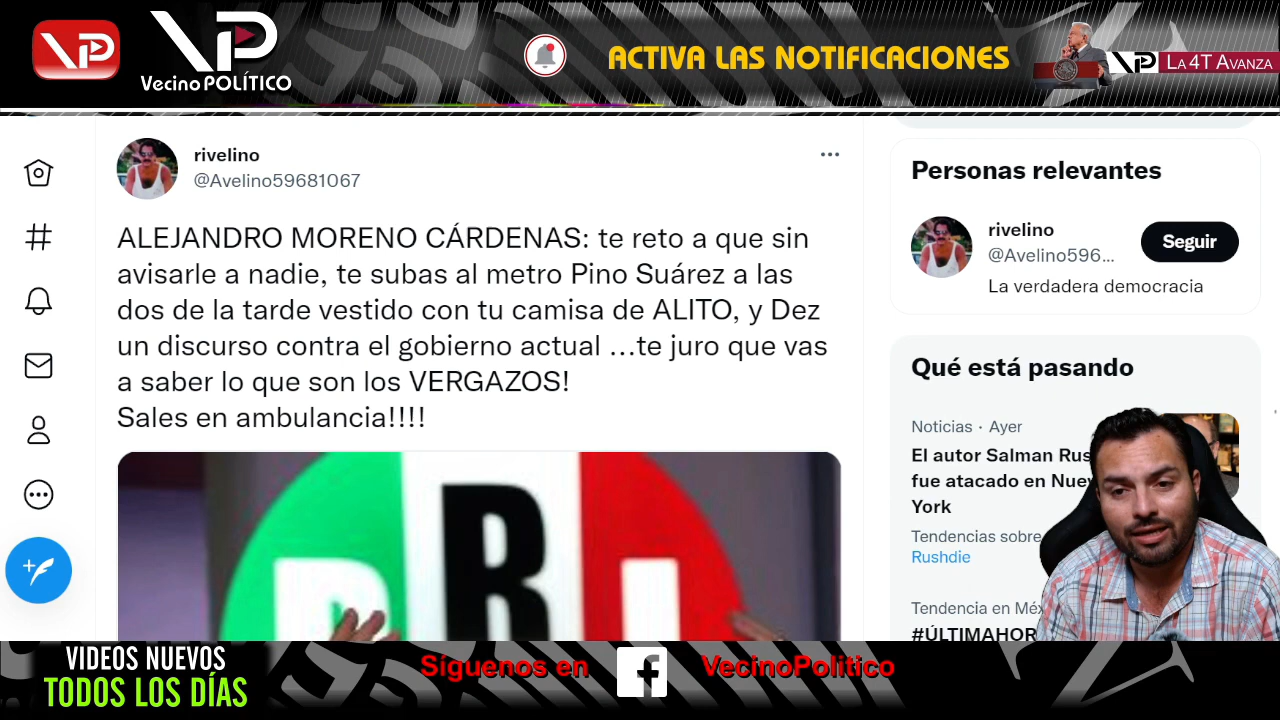 VP
VP
Vecino POLÍTICO
ACTIVA LAS NOTIFICACIONES
VP LA 4T AVANZA
rivelino
@Avelino59681067
ALEJANDRO MORENO CÁRDENAS: te reto a que sin
avisarle a nadie, te subas al metro Pino Suárez a las
dos de la tarde vestido con tu camisa de ALITO, y Dez
un discurso contra el gobierno actual ...te juro que vas
a saber lo que son los VERGAZOS!
Sales en ambulancia!!!!
PRI
Personas relevantes
rivelino
@Avelino596...
Seguir
La verdadera democracia
Qué está pasando
Noticias · Ayer
El autor Salman Rus
fue atacado en Nuev
York
Tendencias sobre
Rushdie
Tendencia en Méx
#ÚLTIMAHOR
VIDEOS NUEVOS
TODOS LOS DÍAS
Síguenos en
VecinoPolitico